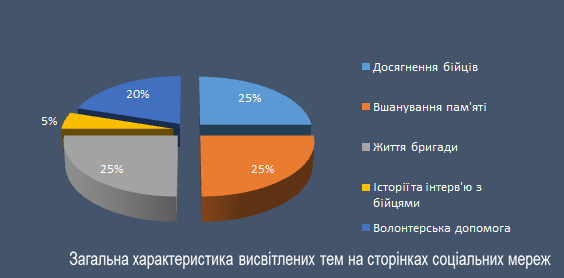 20%
25%
5%
25%
25%
Досягнення бійців
Вшанування пам'яті
Життя бригади
Історії та інтерв'ю з
бійцями
Волонтерська допомога
Загальна характеристика висвітлених тем на сторінках соціальних мереж